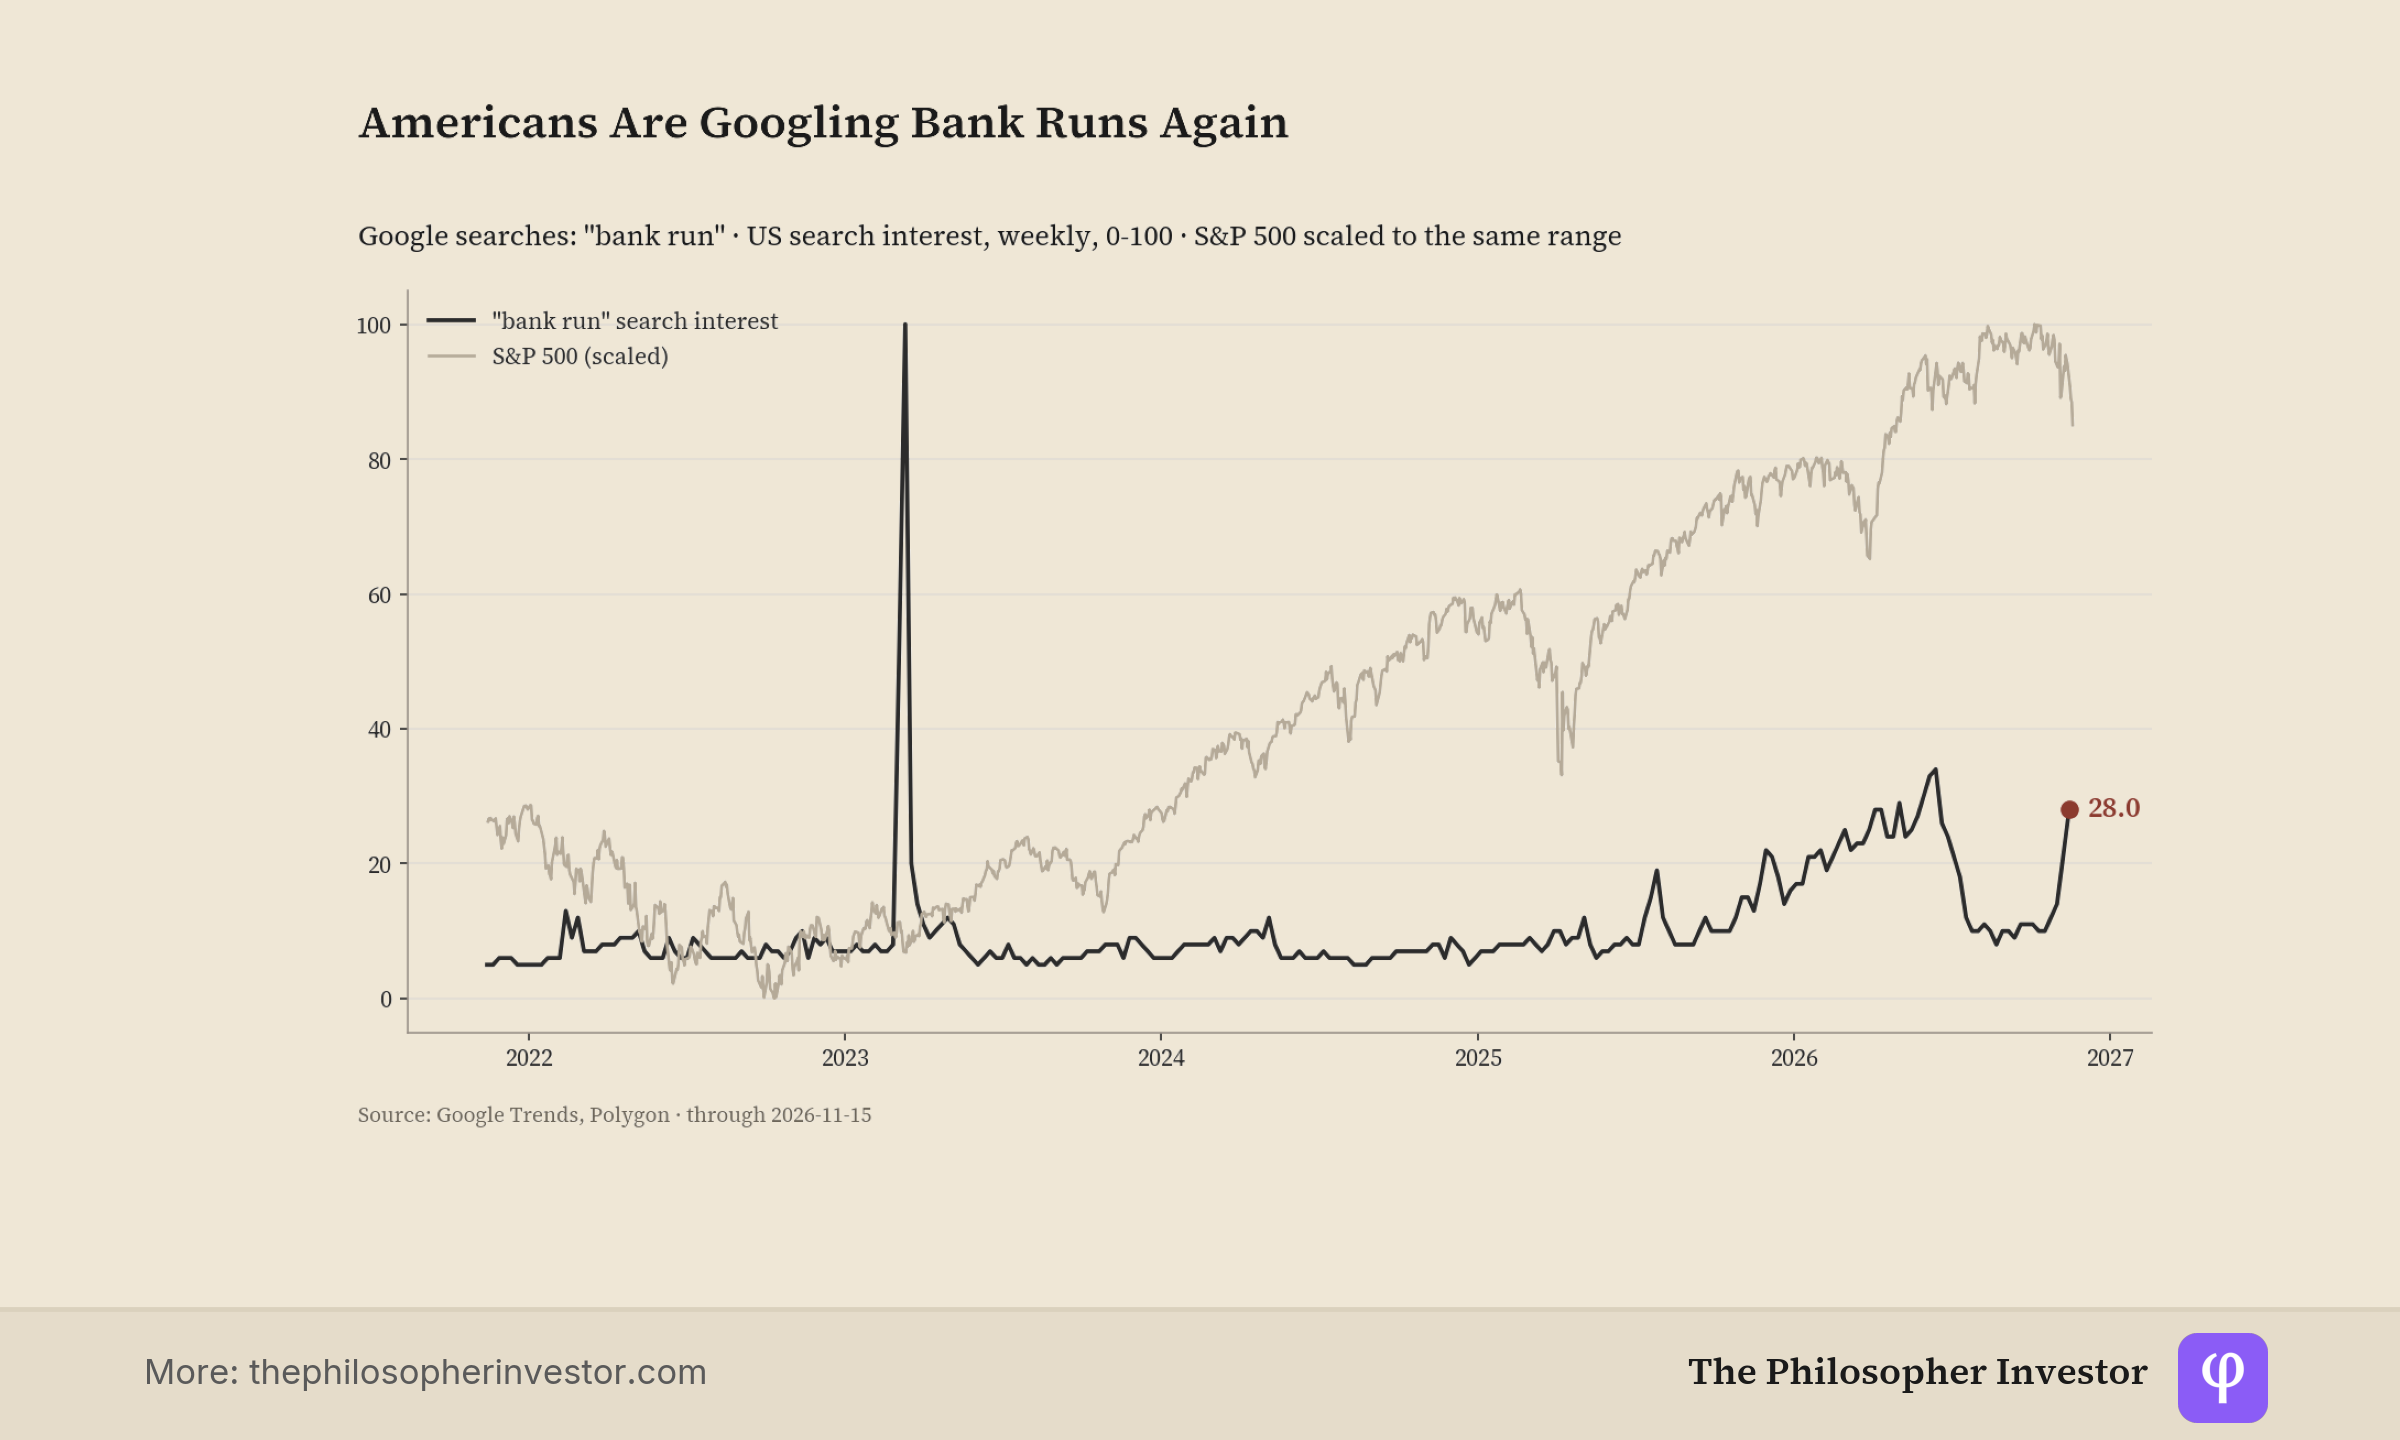 Americans Are Googling Bank Runs Again
Google searches: "bank run" · US search interest, weekly, 0-100 · S&P 500 scaled to the same range
"bank run" search interest
S&P 500 (scaled)
100
80
60
40
20
0
28.0
2022
2023
2024
2025
2026
2027
Source: Google Trends, Polygon · through 2026-11-15
More: thephilosopherinvestor.com
The Philosopher Investor
φ